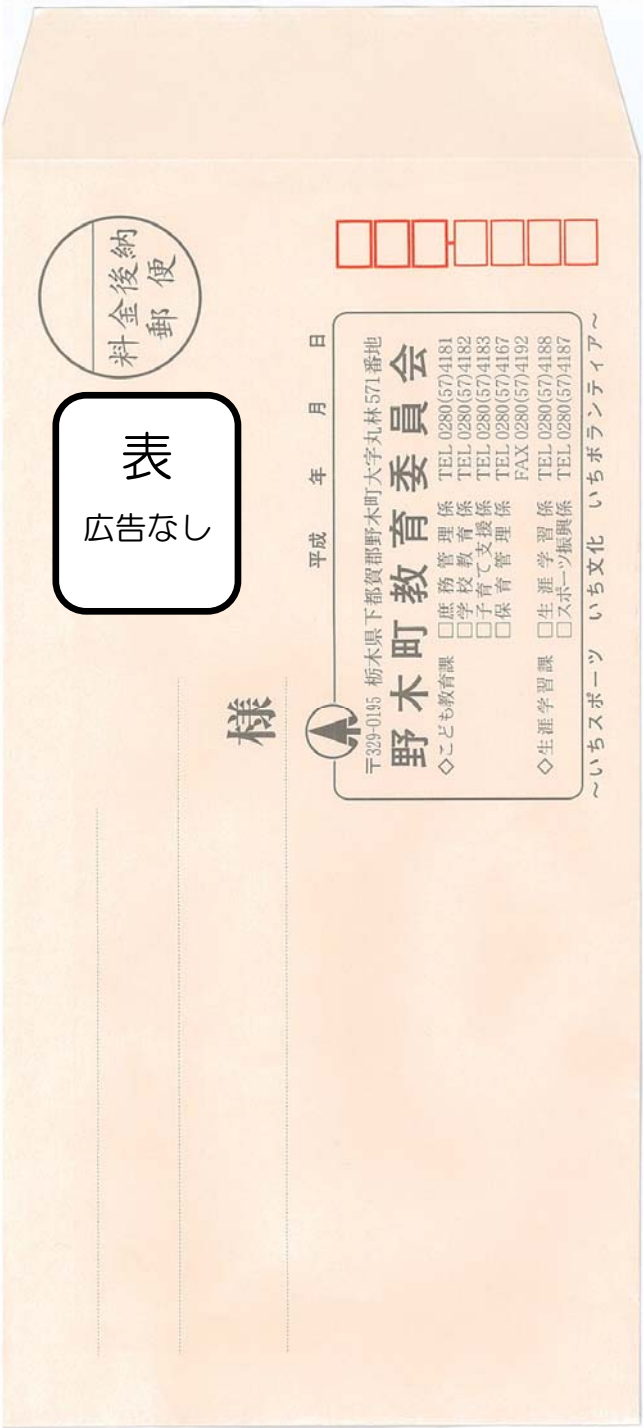 料金後納
郵便
表
広告なし
様
平成 年 月 日
〒329-0195 栃木県下都賀郡野木町大字丸林571番地
野木町教育委員会
◇こども教育課 □庶務管理係 TEL 0280(57)4181
□学校教育係 TEL 0280(57)4182
□子育て支援係 TEL 0280(57)4183
□保育管理係 TEL 0280(57)4167
FAX 0280(57)4192
◇生涯学習課 □生涯学習係 TEL 0280(57)4188
□スポーツ振興係 TEL 0280(57)4187
～いちスポーツ いち文化 いちボランティア～